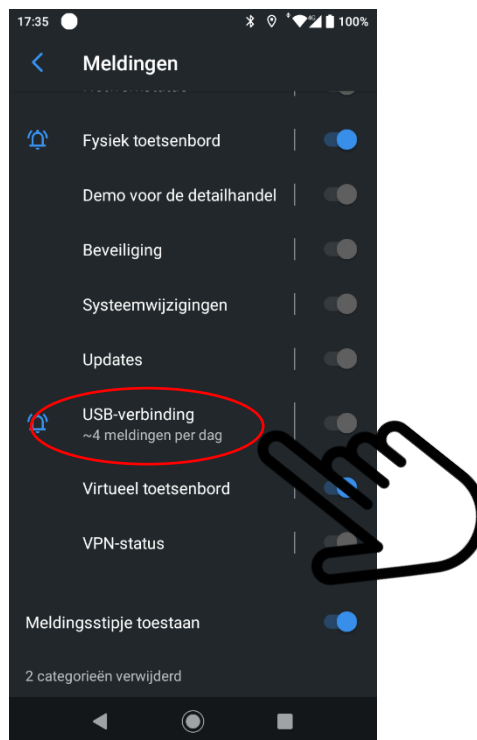 17:35 4G 100%
Meldingen
Fysiek toetsenbord
Demo voor de detailhandel
Beveiliging
Systeemwijzigingen
Updates
USB-verbinding
~4 meldingen per dag
Virtueel toetsenbord
VPN-status
Meldingsstipje toestaan
2 categorieën verwijderd